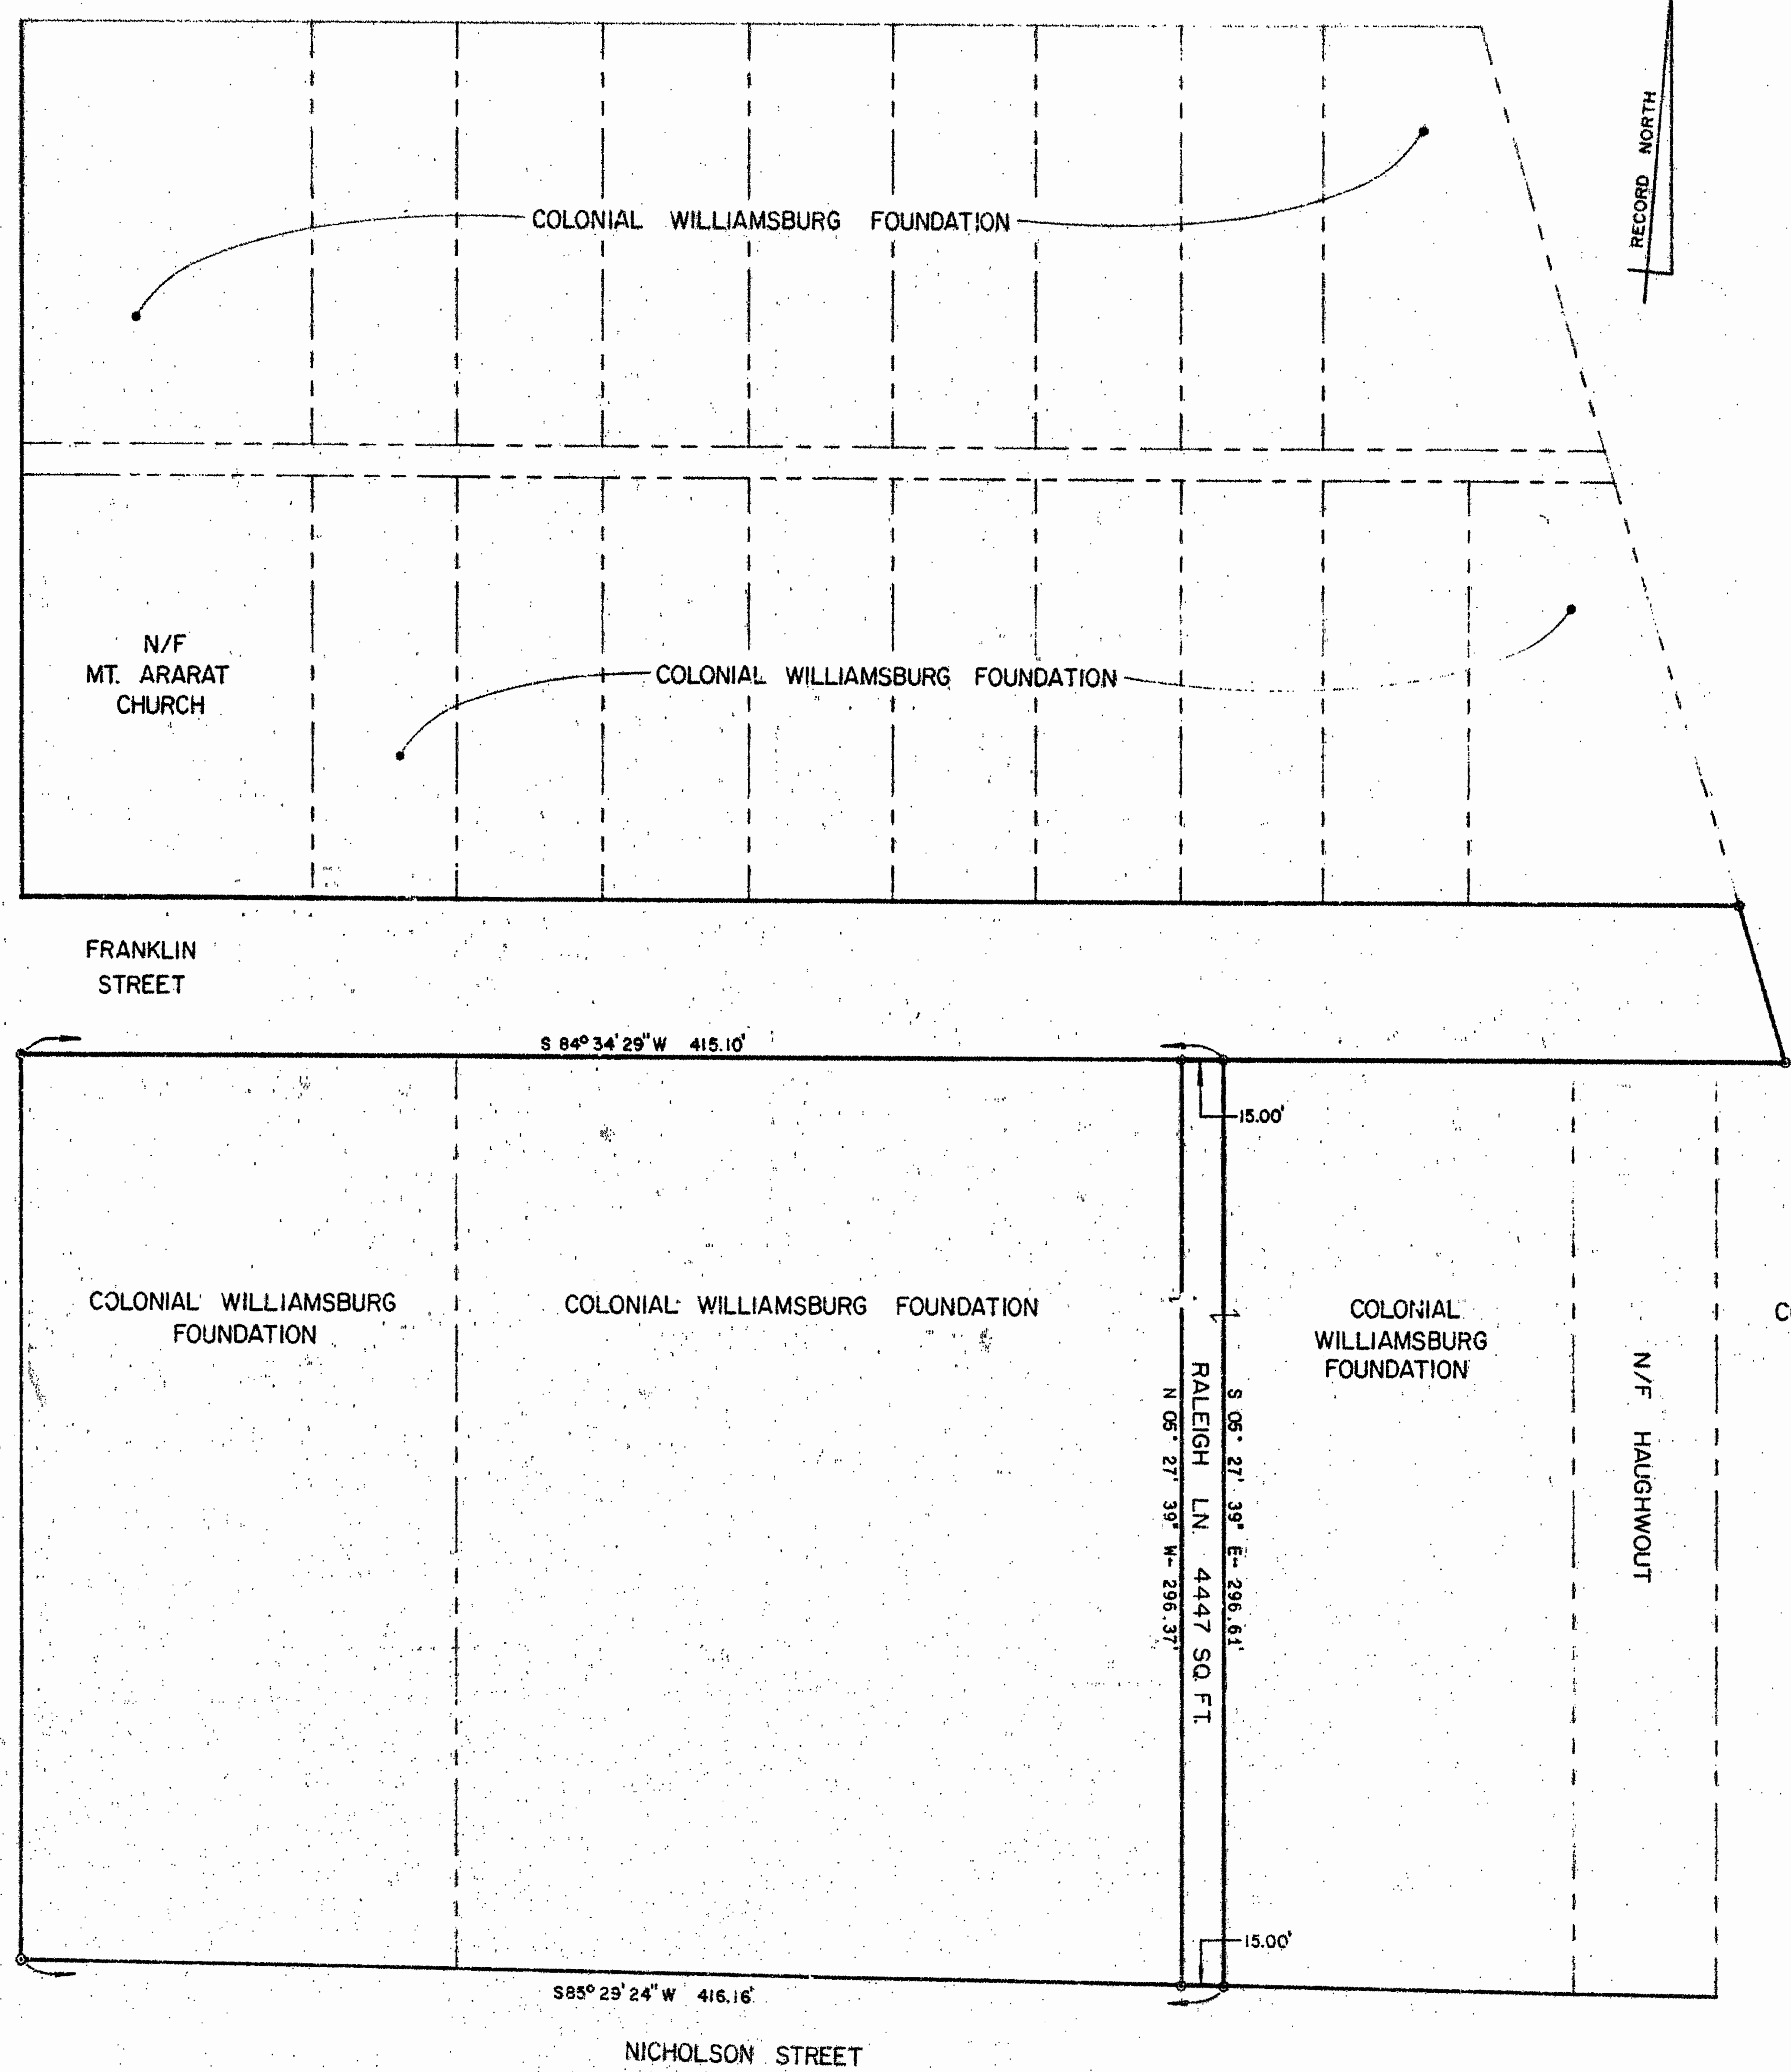 RECORD NORTH
COLONIAL WILLIAMSBURG FOUNDATION
N/F
MT. ARARAT
CHURCH
COLONIAL WILLIAMSBURG FOUNDATION
FRANKLIN
STREET
S 84° 34' 29" W 415.10'
15.00'
COLONIAL WILLIAMSBURG
FOUNDATION
COLONIAL WILLIAMSBURG FOUNDATION
N 05° 27' 39" W- 296.37'
RALEIGH LN. 4447 SQ. FT.
S 05° 27' 39" E- 296.61'
COLONIAL
WILLIAMSBURG
FOUNDATION
N/F HAUGHWOUT
C
15.00'
S85° 29' 24" W 416.16'
NICHOLSON STREET